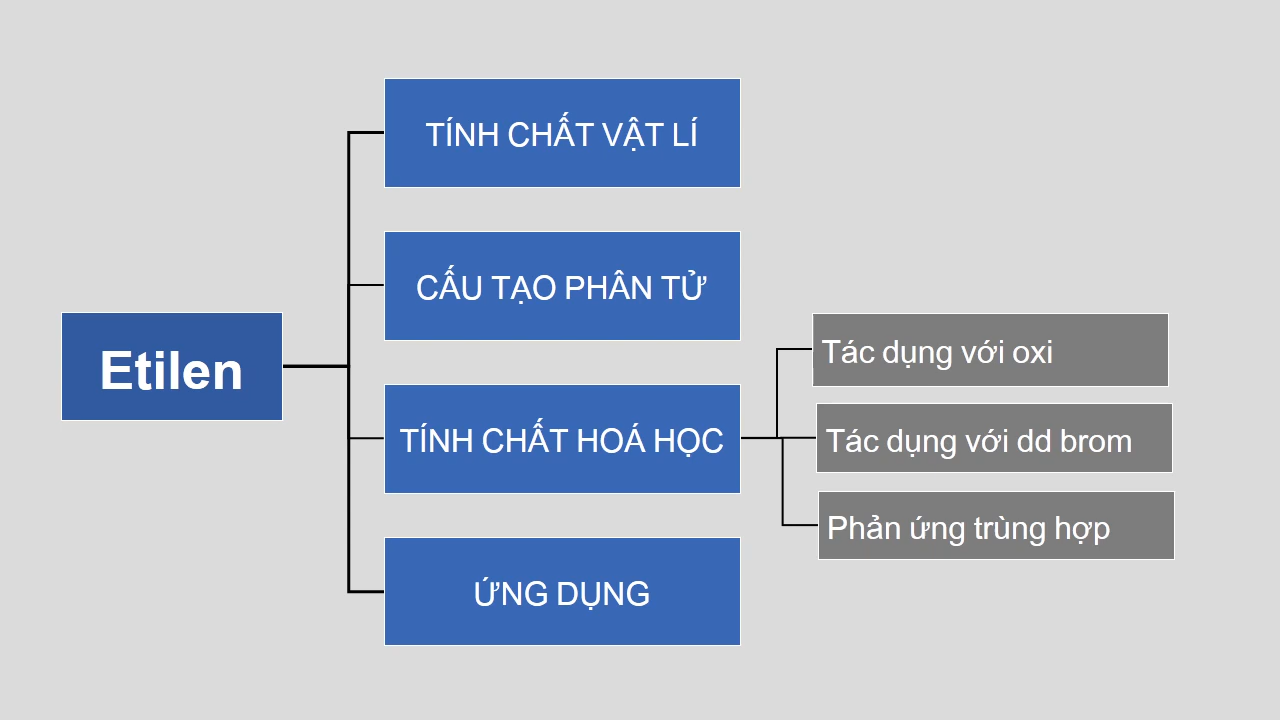 Etilen
TÍNH CHẤT VẬT LÍ
CẤU TẠO PHÂN TỬ
TÍNH CHẤT HOÁ HỌC
Tác dụng với oxi
Tác dụng với dd brom
Phản ứng trùng hợp
ỨNG DỤNG